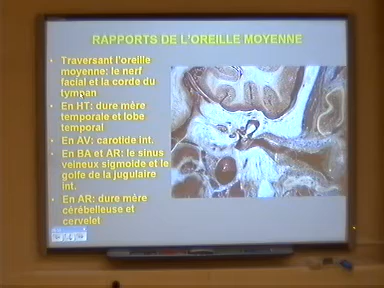 RAPPORTS DE L'OREILLE MOYENNE
• Traversant l'oreille
moyenne: le nerf
facial et la corde du
tympan
• En HT: dure mère
temporale et lobe
temporal
• En AV: carotide int.
• En BA et AR: le sinus
veineux sigmoïde et le
golfe de la jugulaire
int.
• En AR: dure mère
cérébelleuse et
cervelet